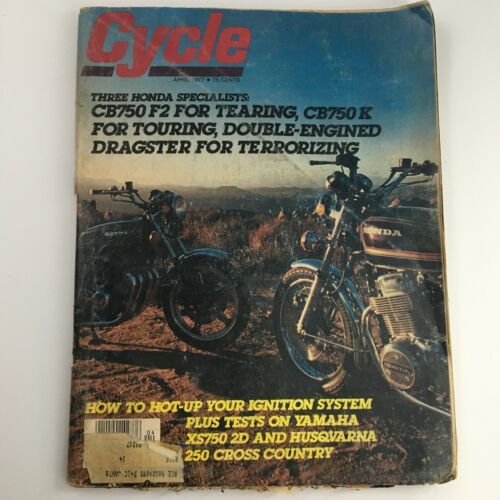 Cycle
APRIL 1977 ★ 75 CENTS
THREE HONDA SPECIALISTS:
CB750 F2 FOR TEARING, CB750 K
FOR TOURING, DOUBLE-ENGINED
DRAGSTER FOR TERRORIZING
HONDA
HONDA
HONDA
HOW TO HOT-UP YOUR IGNITION SYSTEM
PLUS TESTS ON YAMAHA
XS750 2D AND HUSQVARNA
250 CROSS COUNTRY
04